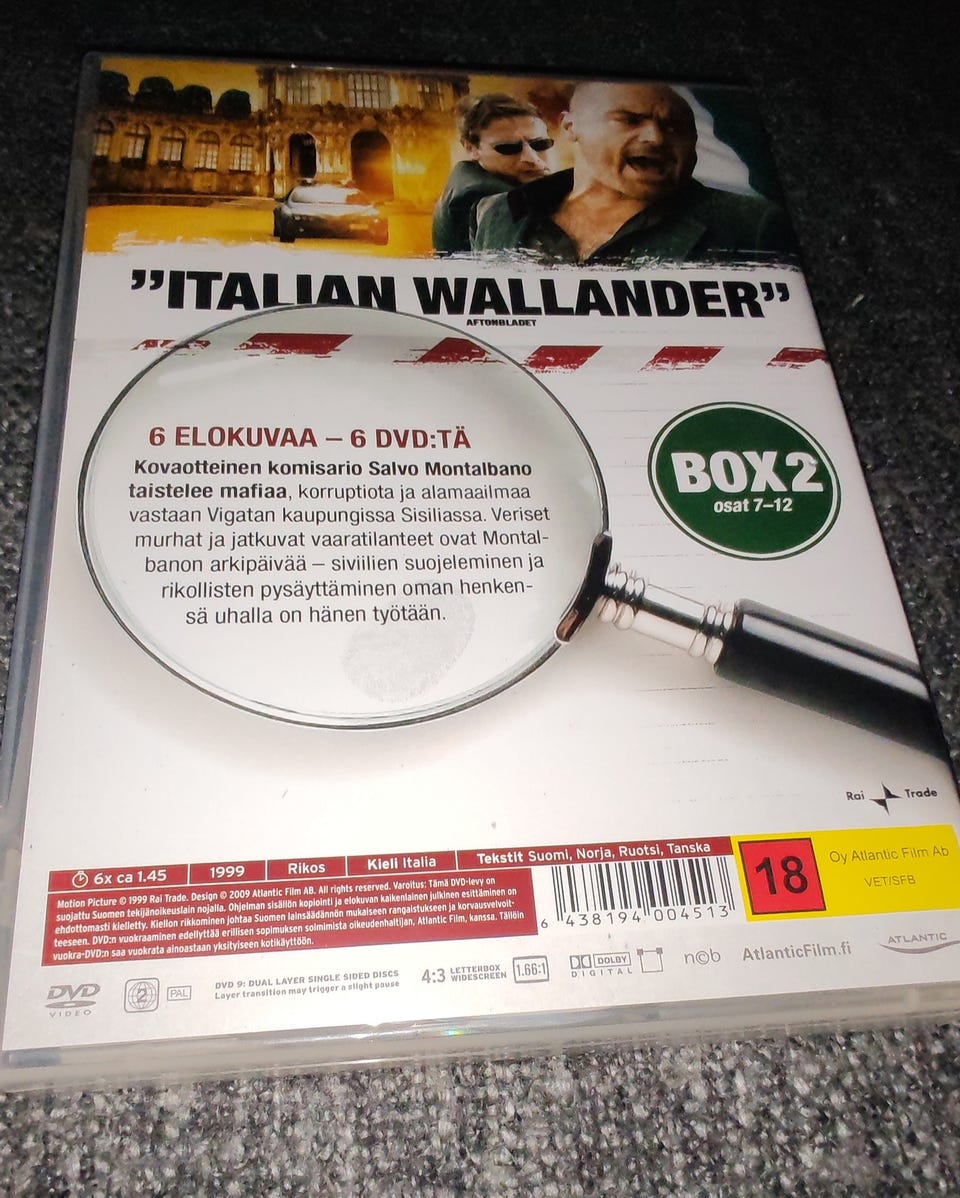 ”ITALIAN WALLANDER”
AFTONBLADET
6 ELOKUVAA – 6 DVD:TÄ
Kovaotteinen komisario Salvo Montalbano
taistelee mafiaa, korruptiota ja alamaailmaa
vastaan Vigatan kaupungissa Sisiliassa. Veriset
murhat ja jatkuvat vaaratilanteet ovat Montal-
banon arkipäivää – siviilien suojeleminen ja
rikollisten pysäyttäminen oman henken-
sä uhalla on hänen työtään.
BOX 2
osat 7–12
Rai Trade
6x ca 1.45 1999 Rikos Kieli Italia Tekstit Suomi, Norja, Ruotsi, Tanska
Motion Picture © 1999 Rai Trade. Design © 2009 Atlantic Film AB. All rights reserved. Varoitus: Tämä DVD-levy on
suojattu Suomen tekijänoikeuslain nojalla. Ohjelman sisällön kopiointi ja elokuvan kaikenlainen julkinen esittäminen on
ehdottomasti kielletty. Kiellon rikkominen johtaa Suomen lainsäädännön mukaiseen rangaistukseen ja korvausvelvoit-
teeseen. DVD:n vuokraaminen edellyttää erillisen sopimuksen solmimista oikeudenhaltijan, Atlantic Film, kanssa. Tällöin
vuokra-DVD:n saa vuokrata ainoastaan yksityiseen kotikäyttöön.
6 438194 004513
18
Oy Atlantic Film Ab
VET/SFB
DVD
VIDEO
2
PAL
DVD 9: DUAL LAYER SINGLE SIDED DISCS
Layer transition may trigger a slight pause
4:3 LETTERBOX
WIDESCREEN
1.66:1
DOLBY
DIGITAL
n©b
AtlanticFilm.fi
ATLANTIC